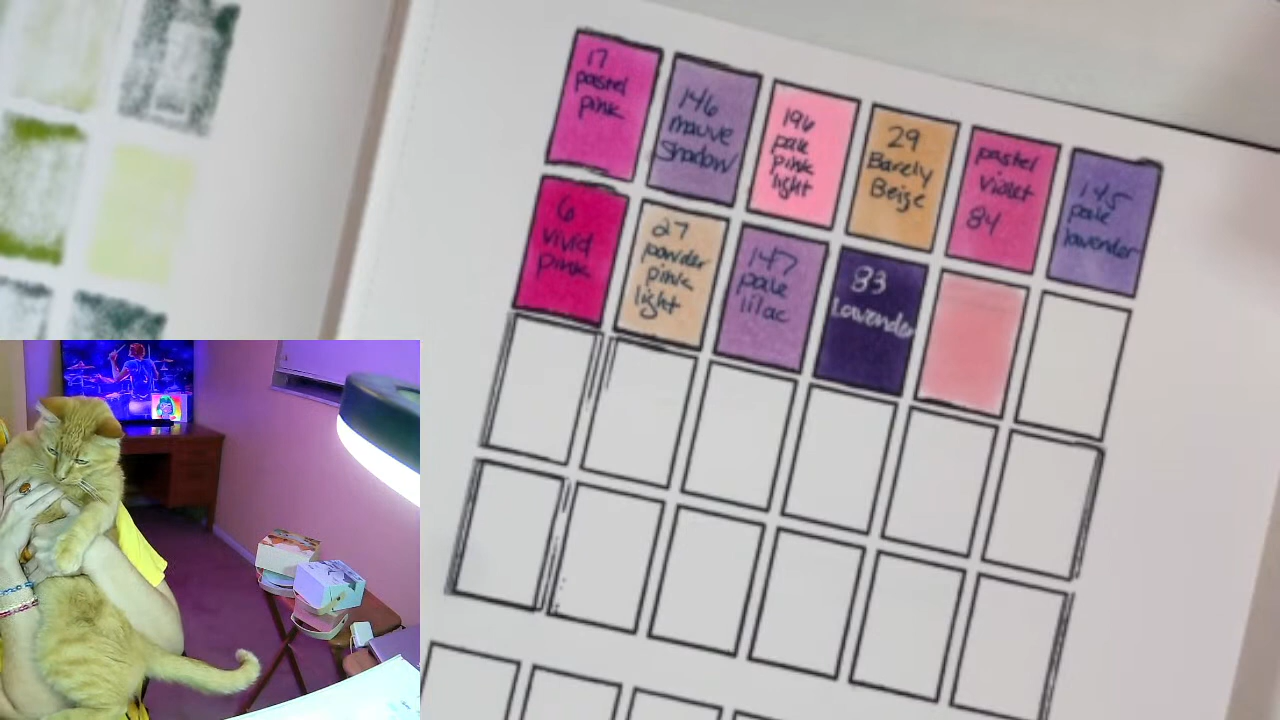 17
pastel
pink
146
mauve
shadow
196
pale
pink
light
29
Barely
Beige
pastel
violet
84
145
pale
lavender
6
vivid
pink
27
powder
pink
light
147
pale
lilac
83
Lavender